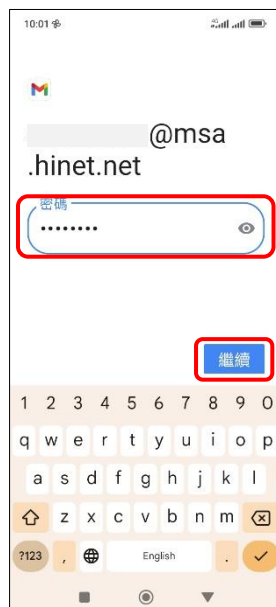 10:01
4G
@msa
.hinet.net
密碼
••••••••
繼續
1 2 3 4 5 6 7 8 9 0
q w e r t y u i o p
a s d f g h j k l
z x c v b n m
?123 , English .